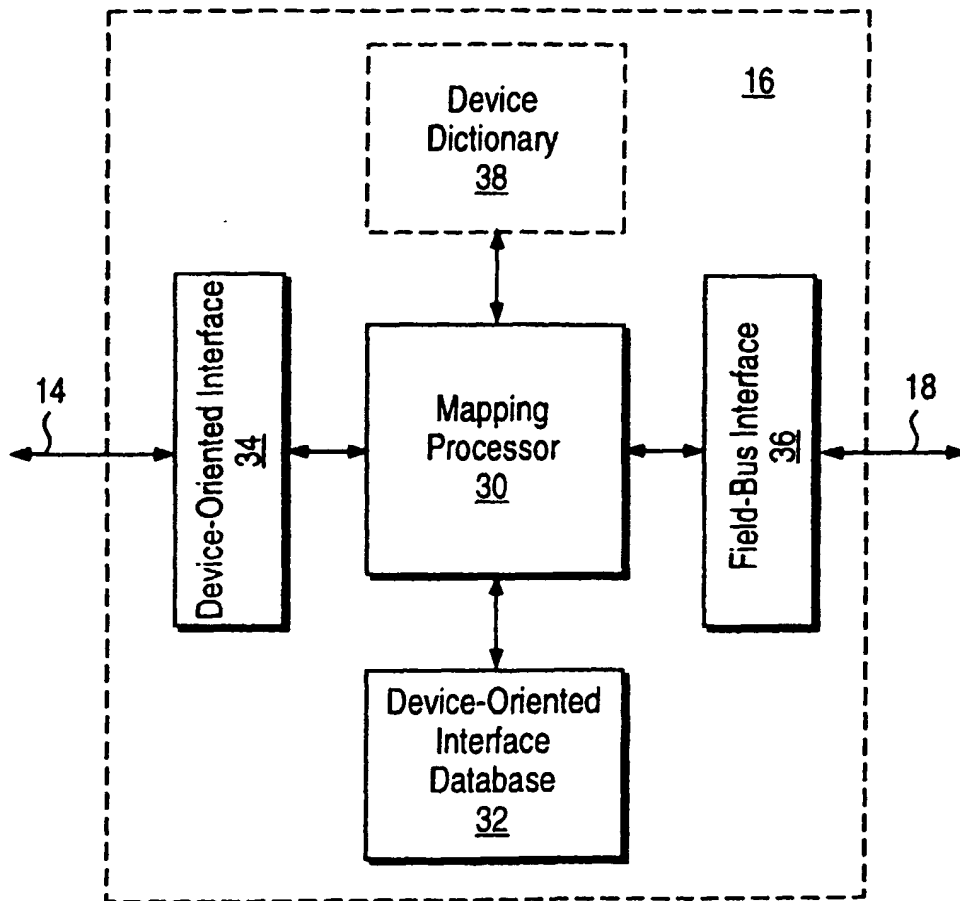 16
Device
Dictionary
38
14
Device-Oriented Interface
34
Mapping
Processor
30
Field-Bus Interface
36
18
Device-Oriented
Interface
Database
32